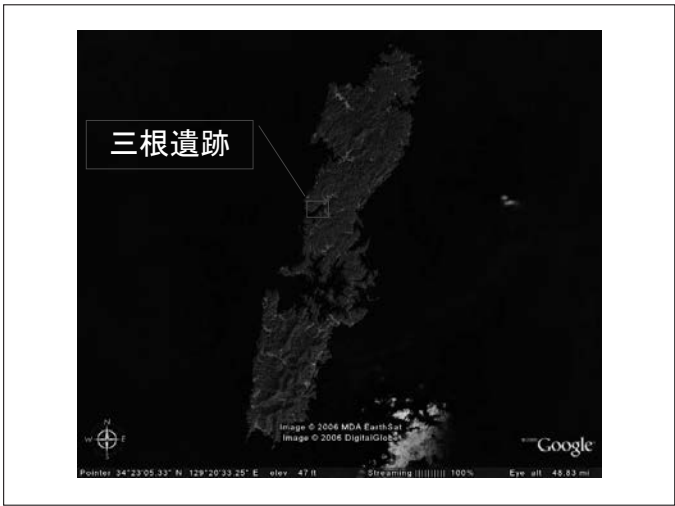 三根遺跡
N
W E
Image © 2006 MDA EarthSat
Image © 2006 DigitalGlobe
Google
Pointer 34°23'05.33" N 129°20'33.25" E elev 47 ft Streaming |||||||||| 100% Eye alt 48.83 mi